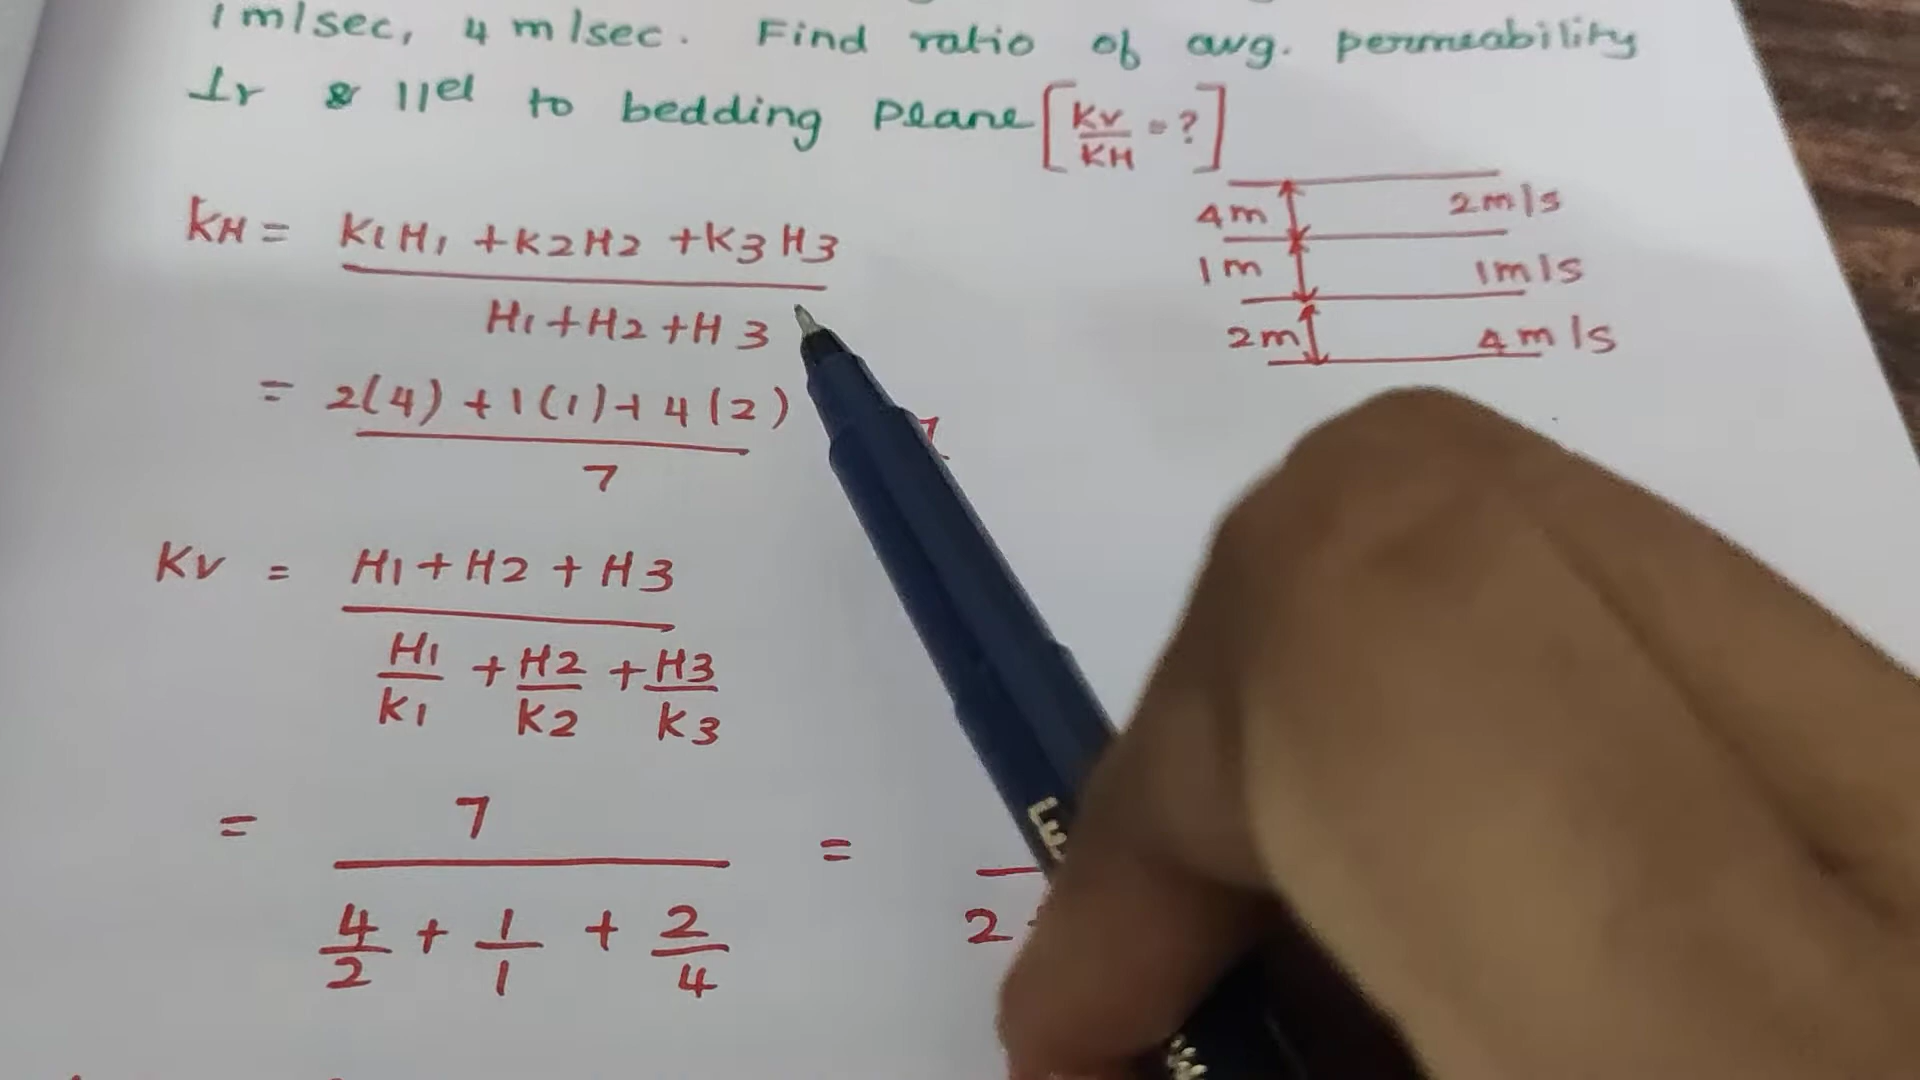 1 m/sec, 4 m/sec. Find ratio of avg. permeability
⊥r & 11el to bedding plane [KV/KH = ?]
4m 2m/s
1m 1m/s
2m 4m/s
KH = K1H1 + K2H2 + K3H3
H1 + H2 + H3
= 2(4) + 1(1) + 4(2)
7
KV = H1 + H2 + H3
H1/K1 + H2/K2 + H3/K3
= 7 =
4/2 + 1/1 + 2/4 2